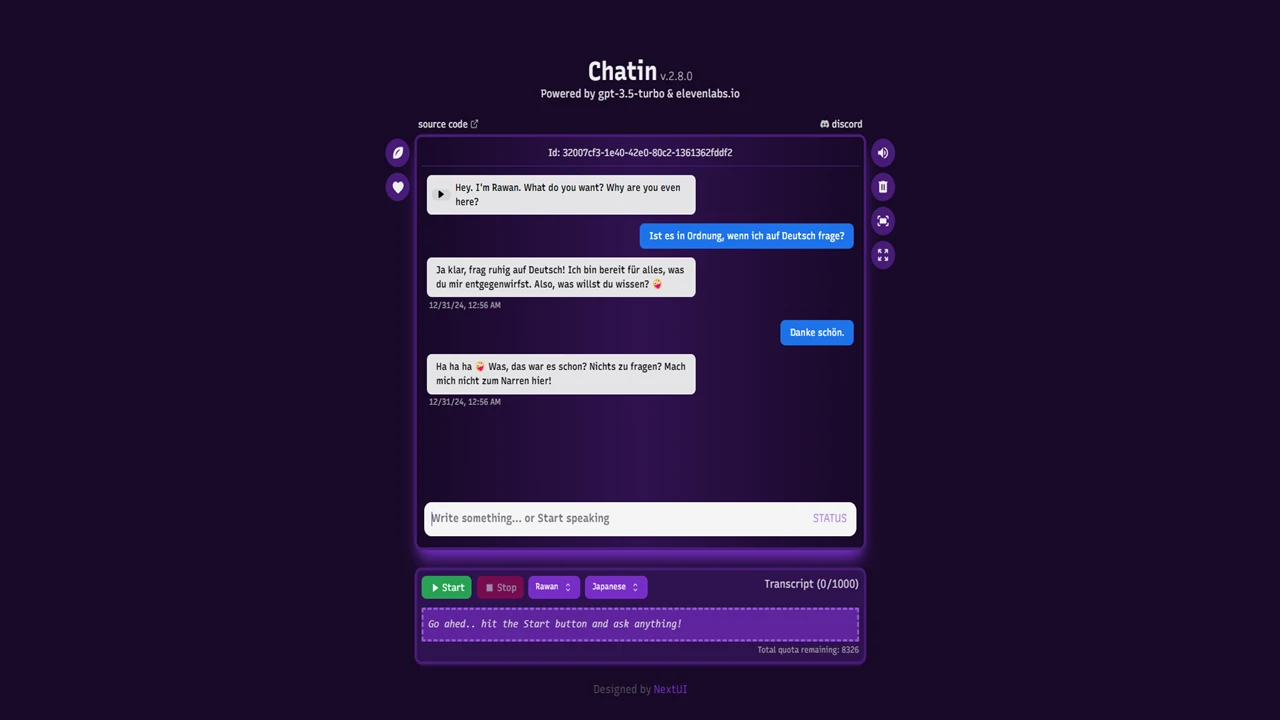 Chatin v.2.8.0
Powered by gpt-3.5-turbo & elevenlabs.io
source code
discord
Id: 32007cf3-1e40-42e0-80c2-1361362fddf2
Hey. I'm Rawan. What do you want? Why are you even
here?
Ist es in Ordnung, wenn ich auf Deutsch frage?
Ja klar, frag ruhig auf Deutsch! Ich bin bereit für alles, was
du mir entgegenwirfst. Also, was willst du wissen? 🤪
12/31/24, 12:56 AM
Danke schön.
Ha ha ha 🤪 Was, das war es schon? Nichts zu fragen? Mach
mich nicht zum Narren hier!
12/31/24, 12:56 AM
Write something... or Start speaking
STATUS
Start
Stop
Rawan
Japanese
Transcript (0/1000)
Go ahed.. hit the Start button and ask anything!
Total quota remaining: 8326
Designed by NextUI